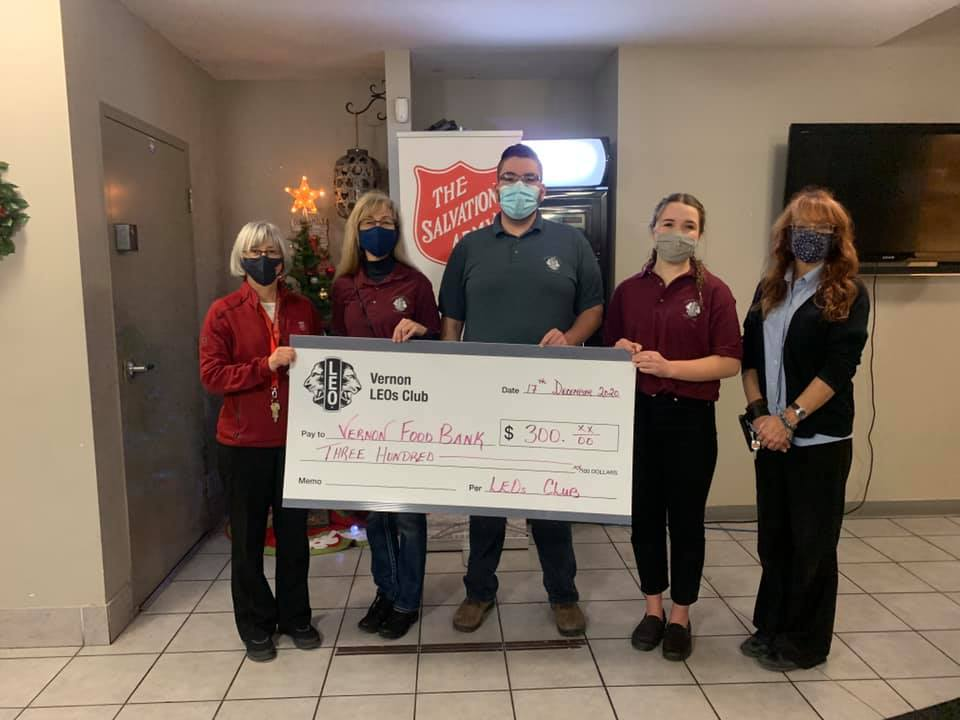 THE
SALVATION
ARMY
LEO
Vernon
LEOs Club
Date 17th December 2020
Pay to Vernon Food Bank $ 300. xx/00
Three Hundred xx/100 DOLLARS
Memo Per LEOs Club